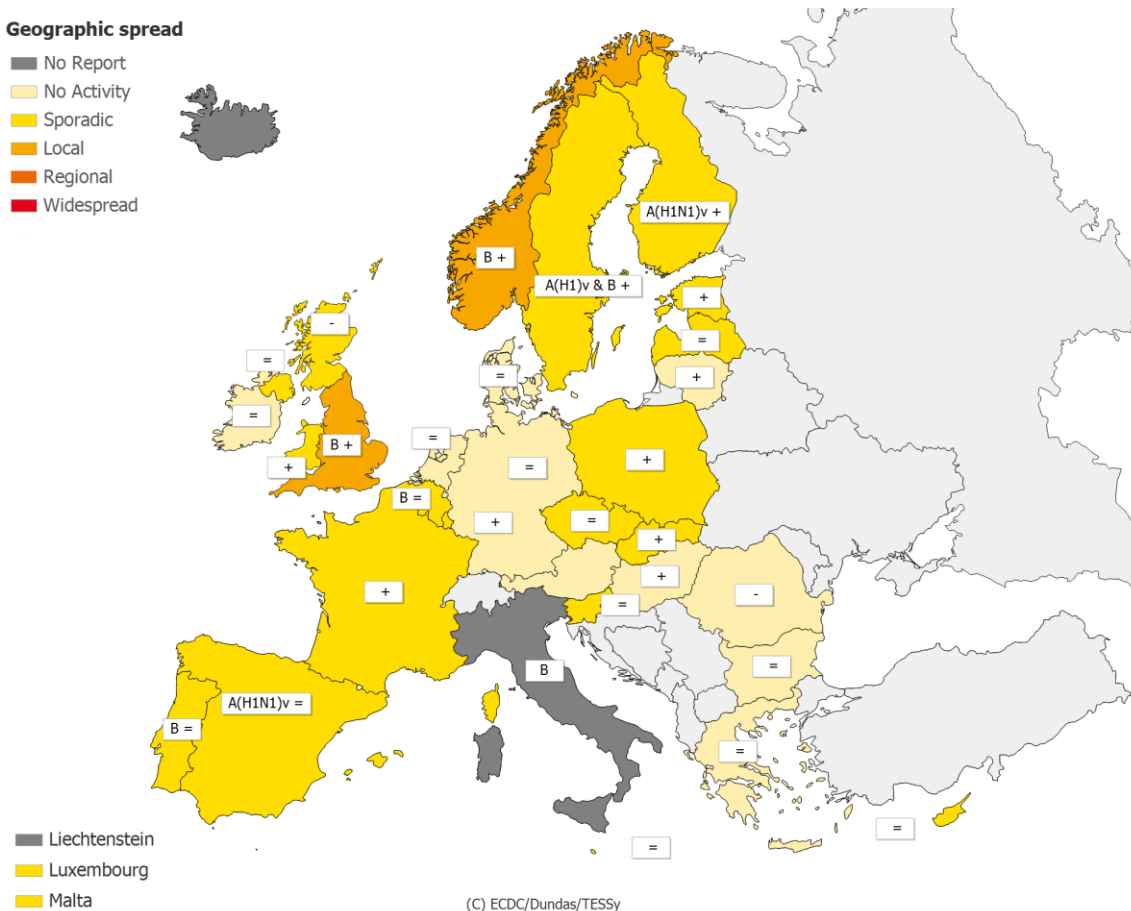 Geographic spread
No Report
No Activity
Sporadic
Local
Regional
Widespread
A(H1N1)v +
B +
A(H1)v & B +
+
-
=
=
=
+
=
B +
=
+
=
+
B =
+
=
+
+
+
-
=
B
=
A(H1N1)v =
B =
=
=
=
Liechtenstein
Luxembourg
Malta
(C) ECDC/Dundas/TESSy